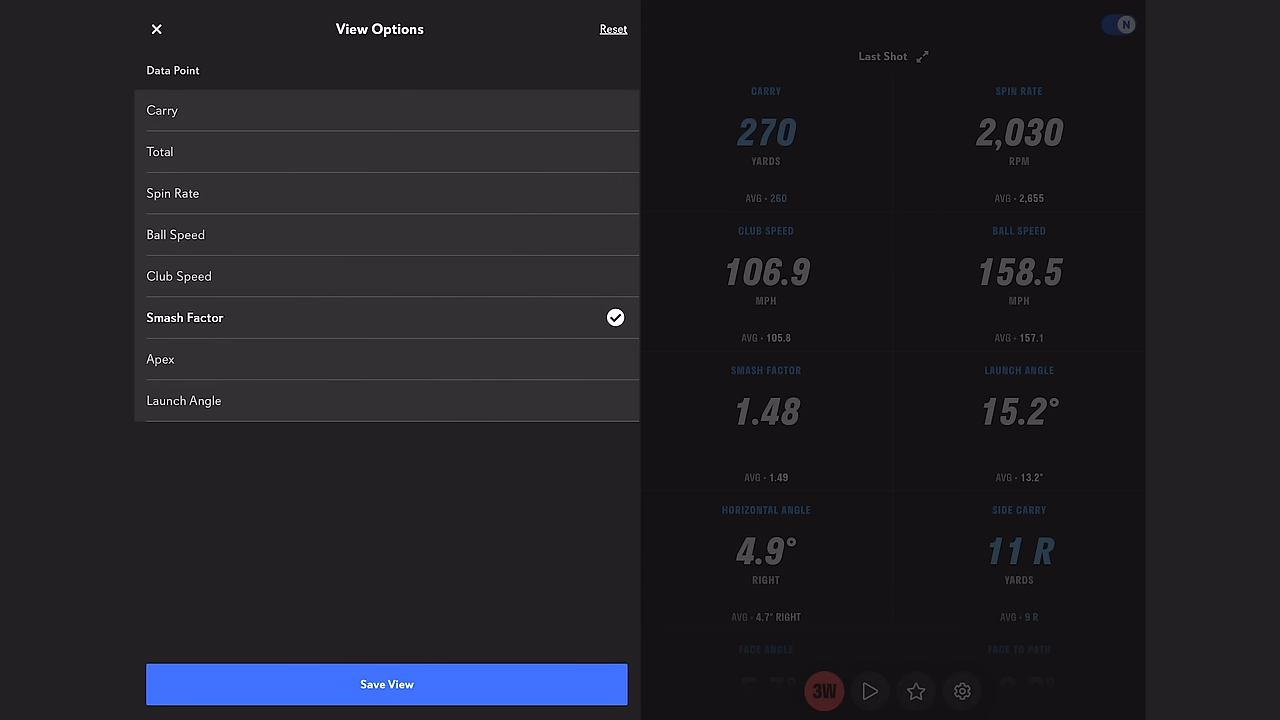 View Options
Reset
Data Point
Carry
Total
Spin Rate
Ball Speed
Club Speed
Smash Factor
Apex
Launch Angle
Save View
N
Last Shot
CARRY
270
YARDS
AVG - 260
SPIN RATE
2,030
RPM
AVG - 2,655
CLUB SPEED
106.9
MPH
AVG - 105.8
BALL SPEED
158.5
MPH
AVG - 157.1
SMASH FACTOR
1.48
AVG - 1.49
LAUNCH ANGLE
15.2°
AVG - 13.2°
HORIZONTAL ANGLE
4.9°
RIGHT
AVG - 4.7° RIGHT
SIDE CARRY
11 R
YARDS
AVG - 9 R
FACE ANGLE
FACE TO PATH
3W